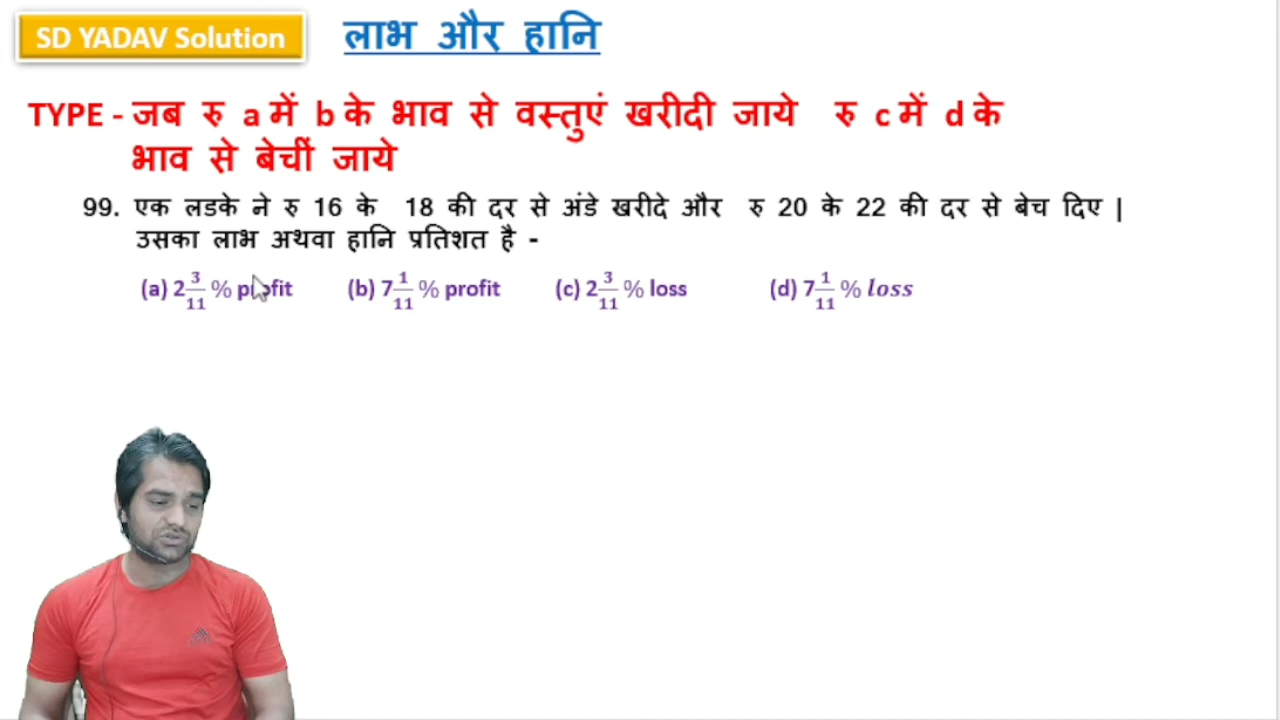 SD YADAV Solution
लाभ और हानि
TYPE - जब रु a में b के भाव से वस्तुएं खरीदी जाये रु c में d के
भाव से बेचीं जाये
99. एक लडके ने रु 16 के 18 की दर से अंडे खरीदे और रु 20 के 22 की दर से बेच दिए |
उसका लाभ अथवा हानि प्रतिशत है -
(a) 2 3/11 % profit (b) 7 1/11 % profit (c) 2 3/11 % loss (d) 7 1/11 % loss